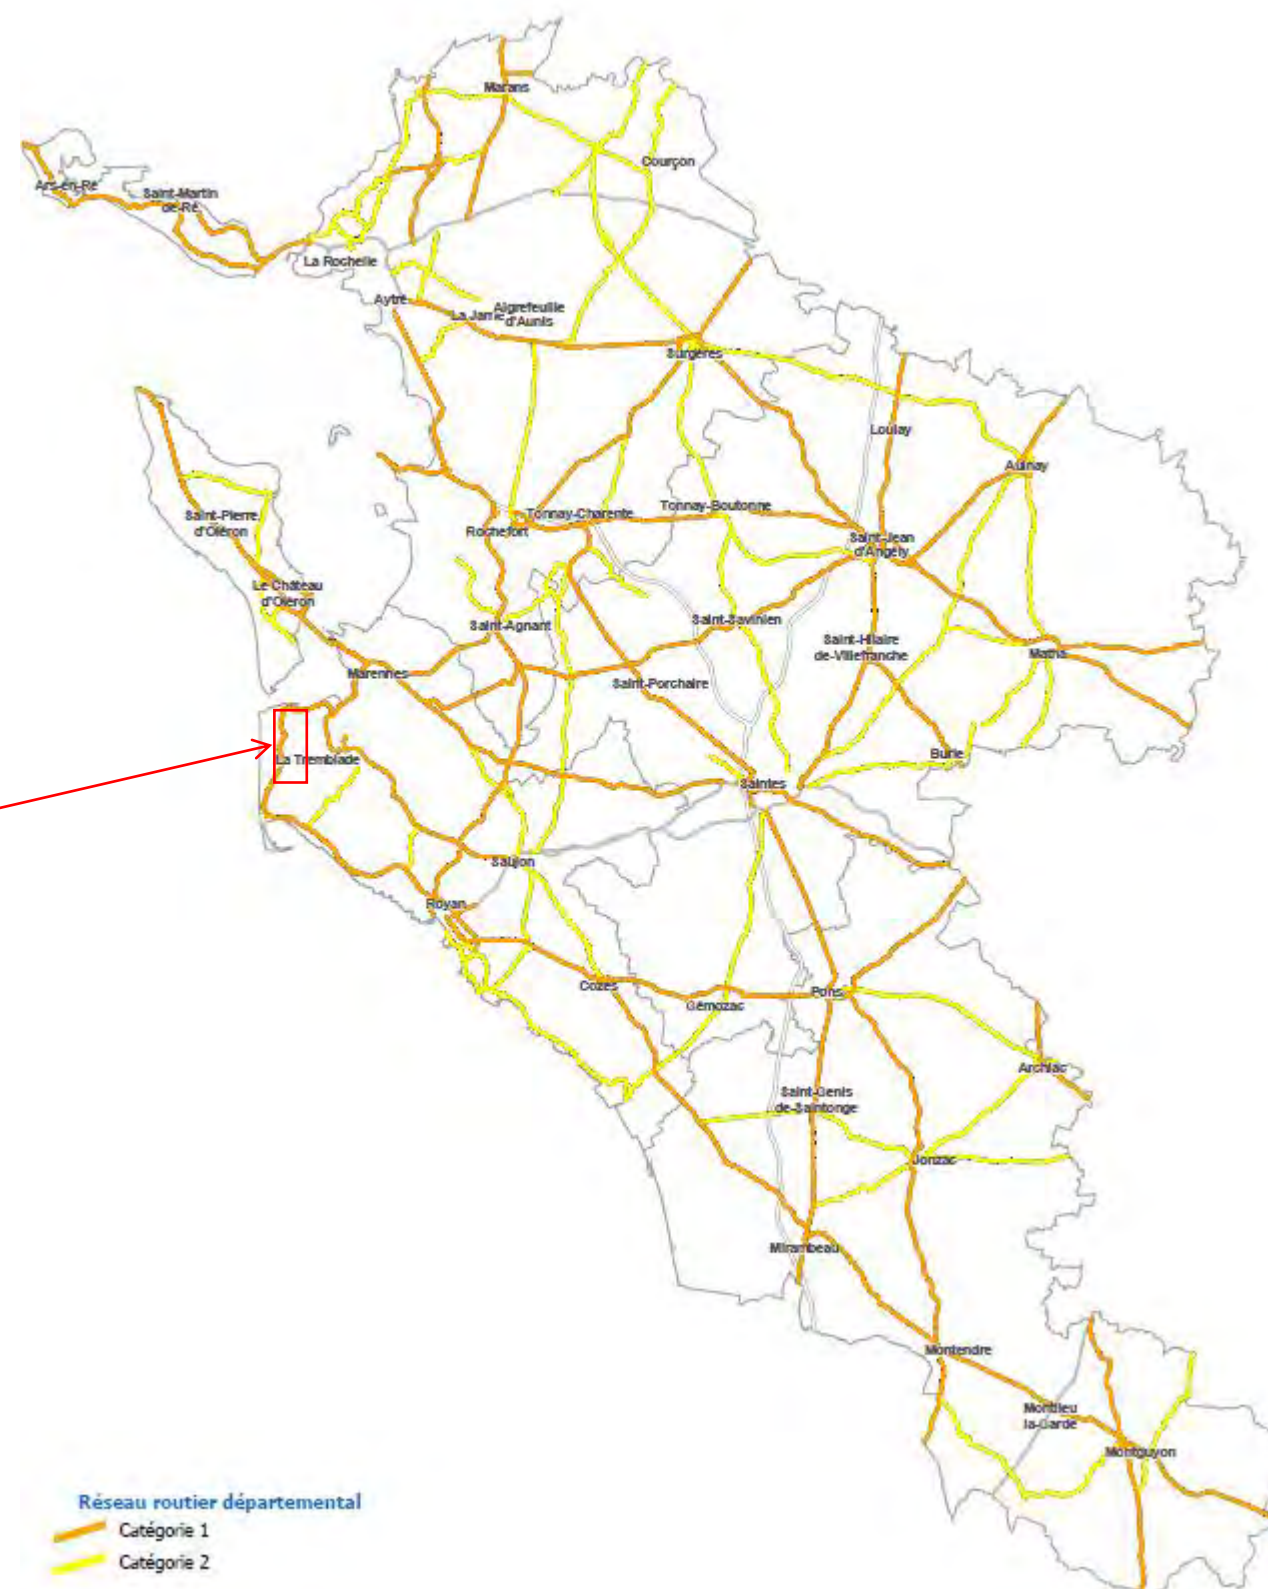 Marans
Courçon
Ars-en-Ré
Saint-Martin
de-Ré
La Rochelle
Aytré
La Jarrie
Aigrefeuille
d'Aunis
Surgères
Loulay
Aulnay
Saint-Pierre
d'Oléron
Tonnay-Charente
Tonnay-Boutonne
Rochefort
Saint-Jean
d'Angély
Le Château
d'Oléron
Saint-Agnant
Saint-Savinien
Saint-Hilaire
de-Villefranche
Matha
Marennes
Saint-Porchaire
La Tremblade
Burie
Saintes
Saujon
Royan
Cozes
Gémozac
Pons
Archiac
Saint-Genis
de-Saintonge
Jonzac
Mirambeau
Montendre
Montlieu
la-Garde
Montguyon
Réseau routier départemental
Catégorie 1
Catégorie 2